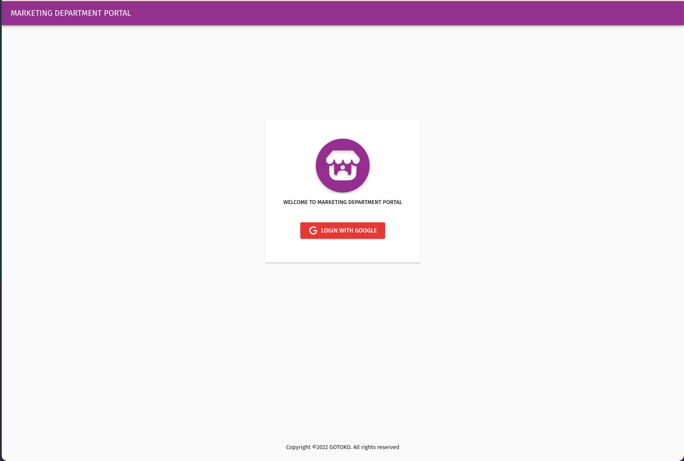 MARKETING DEPARTMENT PORTAL
WELCOME TO MARKETING DEPARTMENT PORTAL
LOGIN WITH GOOGLE
Copyright ©2022 GOTOKO. All rights reserved